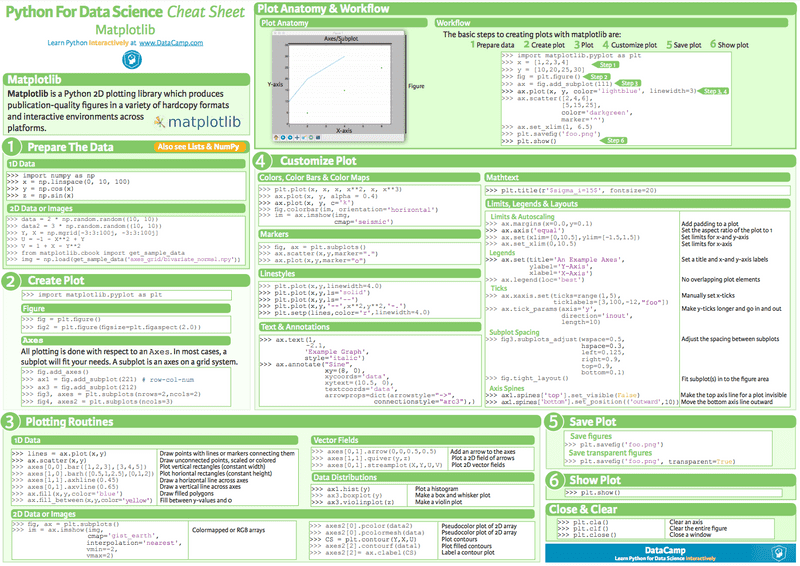 Python For Data Science Cheat Sheet
Matplotlib
Learn Python Interactively at www.DataCamp.com
Matplotlib
Matplotlib is a Python 2D plotting library which produces
publication-quality figures in a variety of hardcopy formats
and interactive environments across
platforms.
matplotlib
1 Prepare The Data
Also see Lists & NumPy
1D Data
>>> import numpy as np
>>> x = np.linspace(0, 10, 100)
>>> y = np.cos(x)
>>> z = np.sin(x)
2D Data or Images
>>> data = 2 * np.random.random((10, 10))
>>> data2 = 3 * np.random.random((10, 10))
>>> Y, X = np.mgrid[-3:3:100j, -3:3:100j]
>>> U = -1 - X**2 + Y
>>> V = 1 + X - Y**2
>>> from matplotlib.cbook import get_sample_data
>>> img = np.load(get_sample_data('axes_grid/bivariate_normal.npy'))
2 Create Plot
>>> import matplotlib.pyplot as plt
Figure
>>> fig = plt.figure()
>>> fig2 = plt.figure(figsize=plt.figaspect(2.0))
Axes
All plotting is done with respect to an Axes. In most cases, a
subplot will fit your needs. A subplot is an axes on a grid system.
>>> fig.add_axes()
>>> ax1 = fig.add_subplot(221) # row-col-num
>>> ax3 = fig.add_subplot(212)
>>> fig3, axes = plt.subplots(nrows=2,ncols=2)
>>> fig4, axes2 = plt.subplots(ncols=3)
Plot Anatomy & Workflow
Plot Anatomy
Axes/Subplot
Y-axis
Figure
X-axis
Workflow
The basic steps to creating plots with matplotlib are:
1 Prepare data 2 Create plot 3 Plot 4 Customize plot 5 Save plot 6 Show plot
>>> import matplotlib.pyplot as plt
>>> x = [1,2,3,4]
>>> y = [10,20,25,30]
Step 1
>>> fig = plt.figure()
Step 2
>>> ax = fig.add_subplot(111)
Step 3
>>> ax.plot(x, y, color='lightblue', linewidth=3)
Step 3, 4
>>> ax.scatter([2,4,6],
[5,15,25],
color='darkgreen',
marker='^')
>>> ax.set_xlim(1, 6.5)
>>> plt.savefig('foo.png')
>>> plt.show()
Step 6
4 Customize Plot
Colors, Color Bars & Color Maps
>>> plt.plot(x, x, x, x**2, x, x**3)
>>> ax.plot(x, y, alpha = 0.4)
>>> ax.plot(x, y, c='k')
>>> fig.colorbar(im, orientation='horizontal')
>>> im = ax.imshow(img,
cmap='seismic')
Markers
>>> fig, ax = plt.subplots()
>>> ax.scatter(x,y,marker=".")
>>> ax.plot(x,y,marker="o")
Linestyles
>>> plt.plot(x,y,linewidth=4.0)
>>> plt.plot(x,y,ls='solid')
>>> plt.plot(x,y,ls='--')
>>> plt.plot(x,y,'--',x**2,y**2,'-.')
>>> plt.setp(lines,color='r',linewidth=4.0)
Text & Annotations
>>> ax.text(1,
-2.1,
'Example Graph',
style='italic')
>>> ax.annotate("Sine",
xy=(8, 0),
xycoords='data',
xytext=(10.5, 0),
textcoords='data',
arrowprops=dict(arrowstyle="->",
connectionstyle="arc3"),)
Mathtext
>>> plt.title(r'$sigma_i=15$', fontsize=20)
Limits, Legends & Layouts
Limits & Autoscaling
>>> ax.margins(x=0.0,y=0.1) Add padding to a plot
>>> ax.axis('equal') Set the aspect ratio of the plot to 1
>>> ax.set(xlim=[0,10.5],ylim=[-1.5,1.5]) Set limits for x-and y-axis
>>> ax.set_xlim(0,10.5) Set limits for x-axis
Legends
>>> ax.set(title='An Example Axes', Set a title and x-and y-axis labels
ylabel='Y-Axis',
xlabel='X-Axis')
>>> ax.legend(loc='best') No overlapping plot elements
Ticks
>>> ax.xaxis.set(ticks=range(1,5), Manually set x-ticks
ticklabels=[3,100,-12,"foo"])
>>> ax.tick_params(axis='y', Make y-ticks longer and go in and out
direction='inout',
length=10)
Subplot Spacing
>>> fig3.subplots_adjust(wspace=0.5, Adjust the spacing between subplots
hspace=0.3,
left=0.125,
right=0.9,
top=0.9,
bottom=0.1)
>>> fig.tight_layout() Fit subplot(s) in to the figure area
Axis Spines
>>> ax1.spines['top'].set_visible(False) Make the top axis line for a plot invisible
>>> ax1.spines['bottom'].set_position(('outward',10)) Move the bottom axis line outward
3 Plotting Routines
1D Data
>>> lines = ax.plot(x,y) Draw points with lines or markers connecting them
>>> ax.scatter(x,y) Draw unconnected points, scaled or colored
>>> axes[0,0].bar([1,2,3],[3,4,5]) Plot vertical rectangles (constant width)
>>> axes[1,0].barh([0.5,1,2.5],[0,1,2]) Plot horiontal rectangles (constant height)
>>> axes[1,1].axhline(0.45) Draw a horizontal line across axes
>>> axes[0,1].axvline(0.65) Draw a vertical line across axes
>>> ax.fill(x,y,color='blue') Draw filled polygons
>>> ax.fill_between(x,y,color='yellow') Fill between y-values and 0
2D Data or Images
>>> fig, ax = plt.subplots()
>>> im = ax.imshow(img, Colormapped or RGB arrays
cmap='gist_earth',
interpolation='nearest',
vmin=-2,
vmax=2)
Vector Fields
>>> axes[0,1].arrow(0,0,0.5,0.5) Add an arrow to the axes
>>> axes[1,1].quiver(y,z) Plot a 2D field of arrows
>>> axes[0,1].streamplot(X,Y,U,V) Plot 2D vector fields
Data Distributions
>>> ax1.hist(y) Plot a histogram
>>> ax3.boxplot(y) Make a box and whisker plot
>>> ax3.violinplot(z) Make a violin plot
>>> axes2[0].pcolor(data2) Pseudocolor plot of 2D array
>>> axes2[0].pcolormesh(data) Pseudocolor plot of 2D array
>>> CS = plt.contour(Y,X,U) Plot contours
>>> axes2[2].contourf(data1) Plot filled contours
>>> axes2[2]= ax.clabel(CS) Label a contour plot
5 Save Plot
Save figures
>>> plt.savefig('foo.png')
Save transparent figures
>>> plt.savefig('foo.png', transparent=True)
6 Show Plot
>>> plt.show()
Close & Clear
>>> plt.cla() Clear an axis
>>> plt.clf() Clear the entire figure
>>> plt.close() Close a window
DataCamp
Learn Python for Data Science Interactively